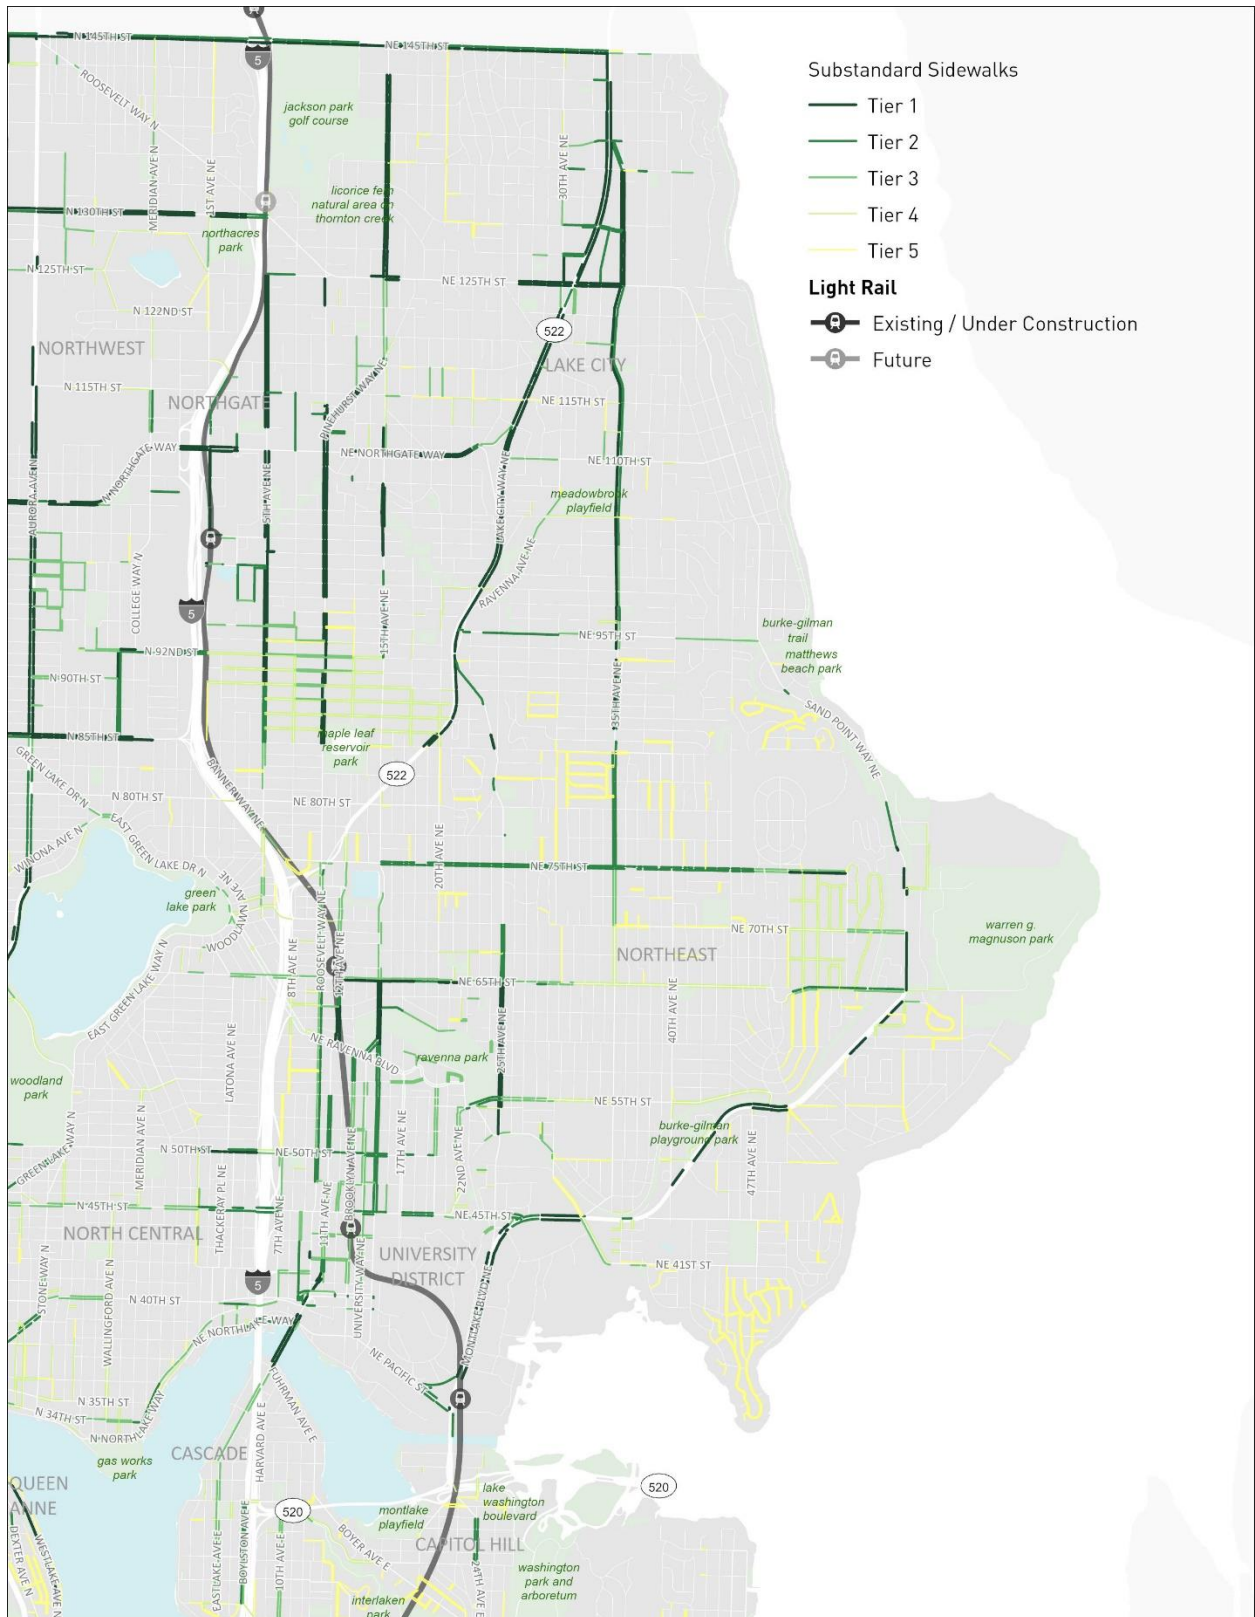 N 145TH ST
NE 145TH ST
5
ROOSEVELT WAY N
jackson park
golf course
Substandard Sidewalks
Tier 1
Tier 2
Tier 3
Tier 4
Tier 5
Light Rail
Existing / Under Construction
Future
MERIDIAN AVE N
1ST AVE NE
30TH AVE NE
licorice fern
natural area on
thornton creek
N 130TH ST
northacres
park
N 125TH ST
NE 125TH ST
N 122ND ST
522
NORTHWEST
LAKE CITY
N 115TH ST
NORTHGATE
PINEHURST WAY NE
NE 115TH ST
N NORTHGATE WAY
NE NORTHGATE WAY
NE 110TH ST
AURORA AVE N
5TH AVE NE
LAKE CITY WAY NE
meadowbrook
playfield
COLLEGE WAY N
RAVENNA AVE NE
5
15TH AVE NE
burke-gilman
trail
matthews
beach park
NE 95TH ST
N 92ND ST
N 90TH ST
35TH AVE NE
SAND POINT WAY NE
N 85TH ST
maple leaf
reservoir
park
522
GREEN LAKE DR N
BANNER WAY NE
N 80TH ST
NE 80TH ST
WINONA AVE N
EAST GREEN LAKE DR N
20TH AVE NE
NE 75TH ST
green
lake park
WOODLAWN AVE NE
ROOSEVELT WAY NE
12TH AVE NE
8TH AVE NE
NE 70TH ST
warren g.
magnuson park
NORTHEAST
NE 65TH ST
EAST GREEN LAKE WAY N
40TH AVE NE
25TH AVE NE
LATONA AVE NE
NE RAVENNA BLVD
ravenna park
woodland
park
NE 55TH ST
GREEN LAKE WAY N
MERIDIAN AVE N
N 50TH ST
NE 50TH ST
17TH AVE NE
22ND AVE NE
burke-gilman
playground park
47TH AVE NE
BROOKLYN AVE NE
N 45TH ST
THACKERAY PL NE
7TH AVE NE
11TH AVE NE
NE 45TH ST
NORTH CENTRAL
UNIVERSITY
DISTRICT
STONE WAY N
WALLINGFORD AVE N
5
UNIVERSITY WAY NE
NE 41ST ST
N 40TH ST
NE NORTHLAKE WAY
MONTLAKE BLVD NE
NE PACIFIC ST
FUHRMAN AVE E
N 35TH ST
N 34TH ST
N NORTHLAKE WAY
gas works
park
CASCADE
HARVARD AVE E
QUEEN
ANNE
520
520
montlake
playfield
lake
washington
boulevard
CAPITOL HILL
BOYER AVE E
DEXTER AVE N
WESTLAKE AVE N
EASTLAKE AVE E
BOYLSTON AVE E
10TH AVE E
24TH AVE E
washington
park and
arboretum
interlaken
park